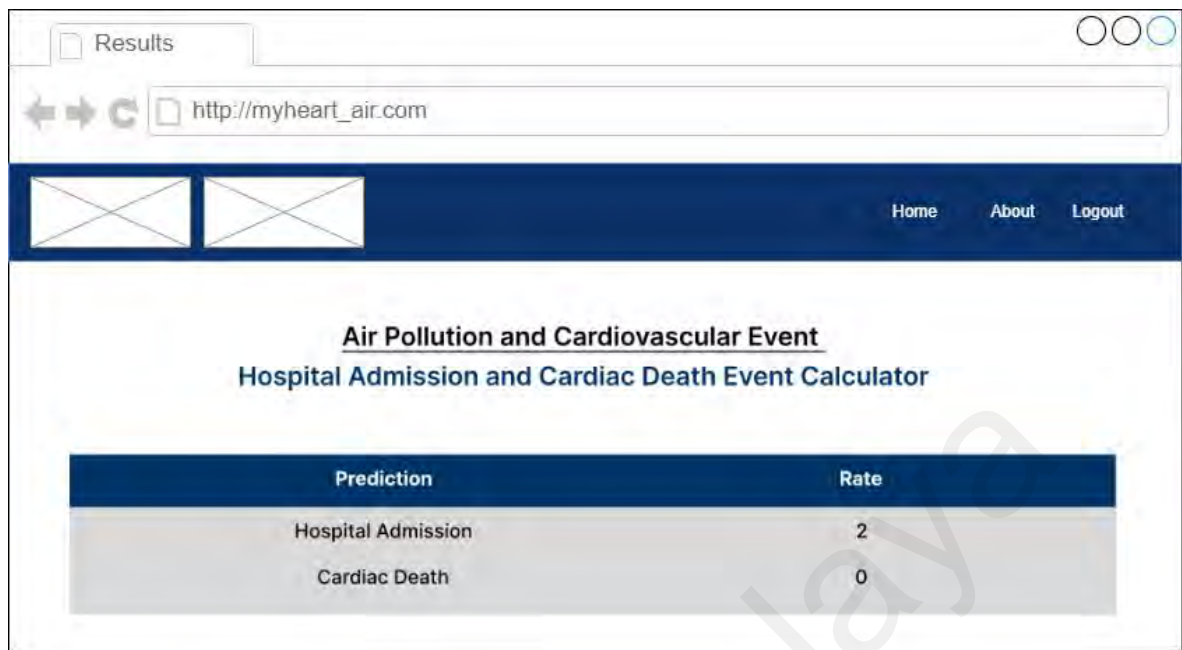 Results
http://myheart_air.com
Home About Logout
Air Pollution and Cardiovascular Event
Hospital Admission and Cardiac Death Event Calculator
Prediction Rate
Hospital Admission 2
Cardiac Death 0
laya